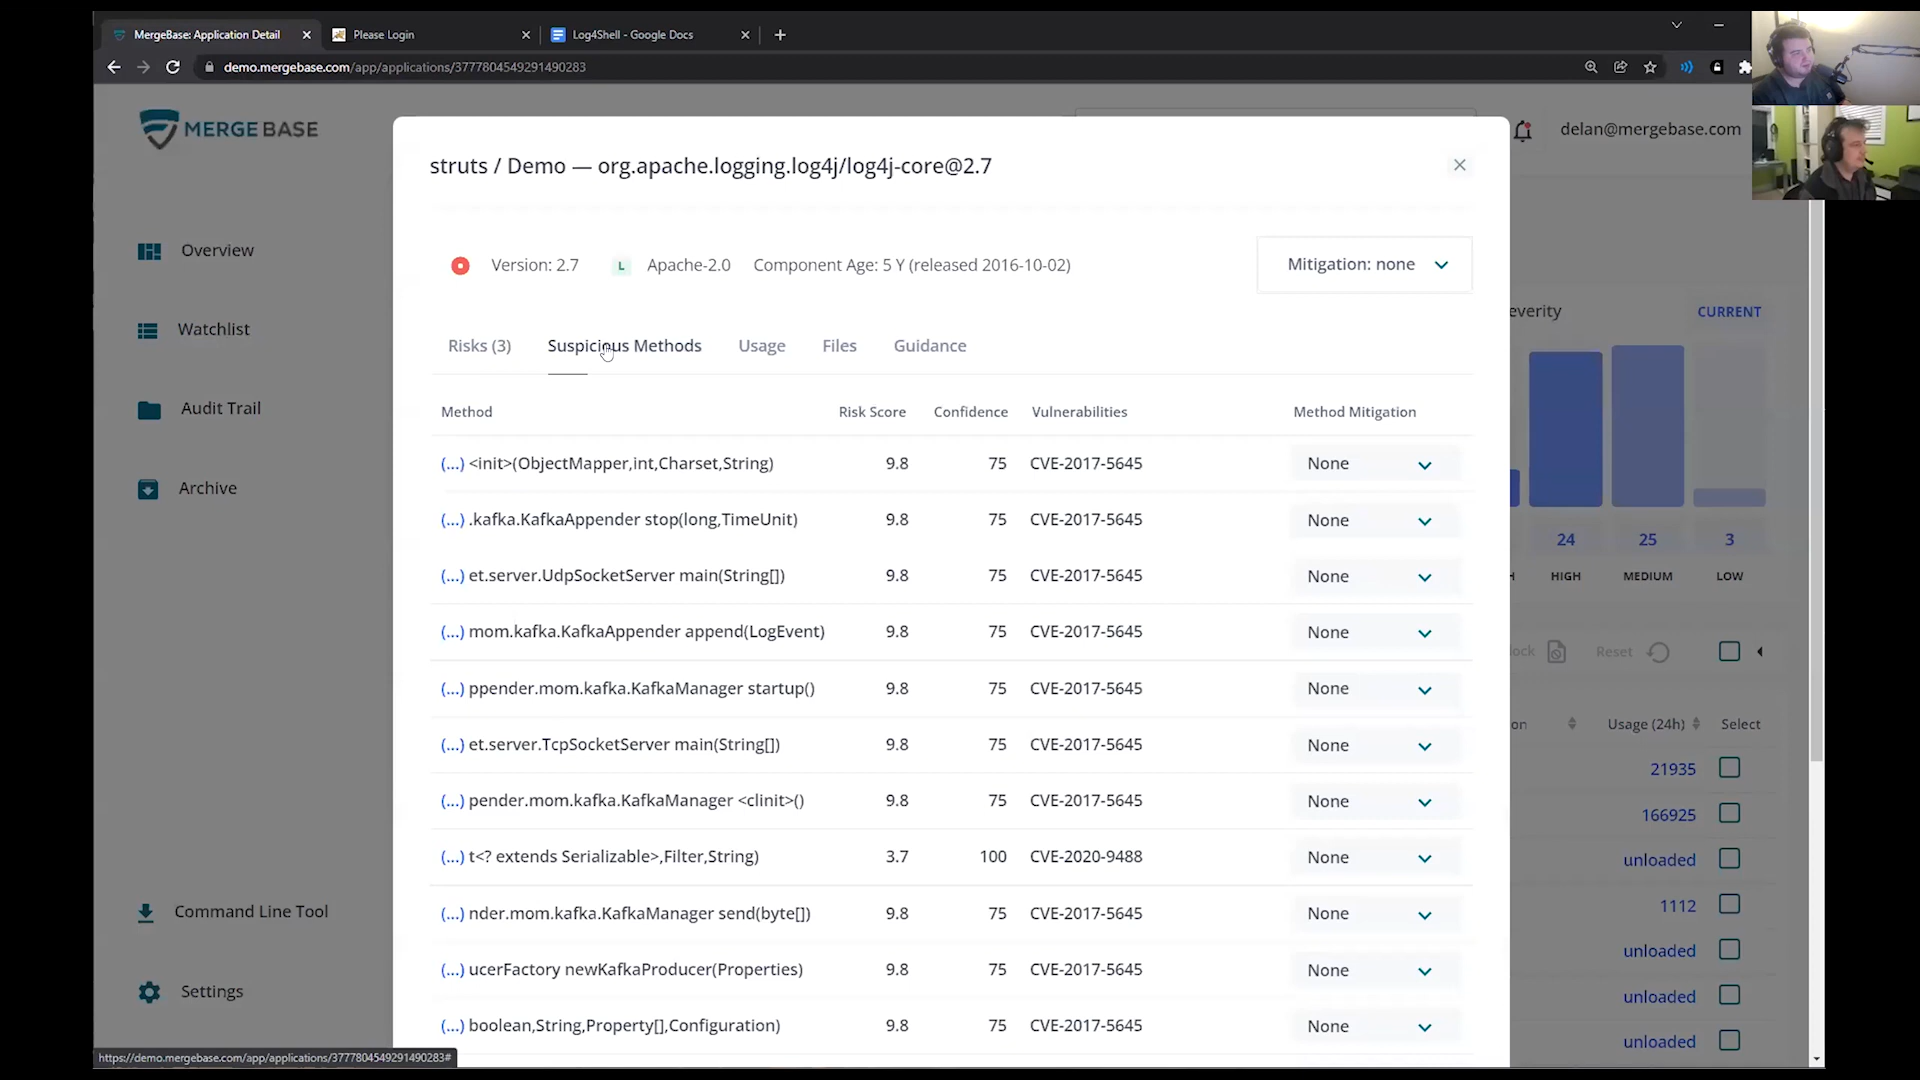 MergeBase: Application Detail
Please Login
Log4Shell - Google Docs
demo.mergebase.com/app/applications/3777804549291490283
MERGEBASE
delan@mergebase.com
struts / Demo — org.apache.logging.log4j/log4j-core@2.7
Version: 2.7
L
Apache-2.0
Component Age: 5 Y (released 2016-10-02)
Mitigation: none
Overview
Watchlist
Audit Trail
Archive
Command Line Tool
Settings
Risks (3)
Suspicious Methods
Usage
Files
Guidance
Method Risk Score Confidence Vulnerabilities Method Mitigation
(...) <init>(ObjectMapper,int,Charset,String) 9.8 75 CVE-2017-5645 None
(...) .kafka.KafkaAppender stop(long,TimeUnit) 9.8 75 CVE-2017-5645 None
(...) et.server.UdpSocketServer main(String[]) 9.8 75 CVE-2017-5645 None
(...) mom.kafka.KafkaAppender append(LogEvent) 9.8 75 CVE-2017-5645 None
(...) ppender.mom.kafka.KafkaManager startup() 9.8 75 CVE-2017-5645 None
(...) et.server.TcpSocketServer main(String[]) 9.8 75 CVE-2017-5645 None
(...) pender.mom.kafka.KafkaManager <clinit>() 9.8 75 CVE-2017-5645 None
(...) t<? extends Serializable>,Filter,String) 3.7 100 CVE-2020-9488 None
(...) nder.mom.kafka.KafkaManager send(byte[]) 9.8 75 CVE-2017-5645 None
(...) ucerFactory newKafkaProducer(Properties) 9.8 75 CVE-2017-5645 None
(...) boolean,String,Property[],Configuration) 9.8 75 CVE-2017-5645 None
everity
CURRENT
24 25 3
H HIGH MEDIUM LOW
ock
Reset
on
Usage (24h)
Select
21935
166925
unloaded
1112
unloaded
unloaded
unloaded
https://demo.mergebase.com/app/applications/3777804549291490283#